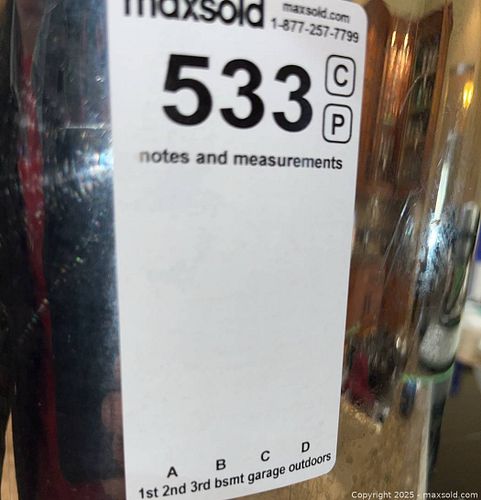 maxsold
maxsold.com
1-877-257-7799
533
C
P
notes and measurements
A B C D
1st 2nd 3rd bsmt garage outdoors
Copyright 2025 - maxsold.com